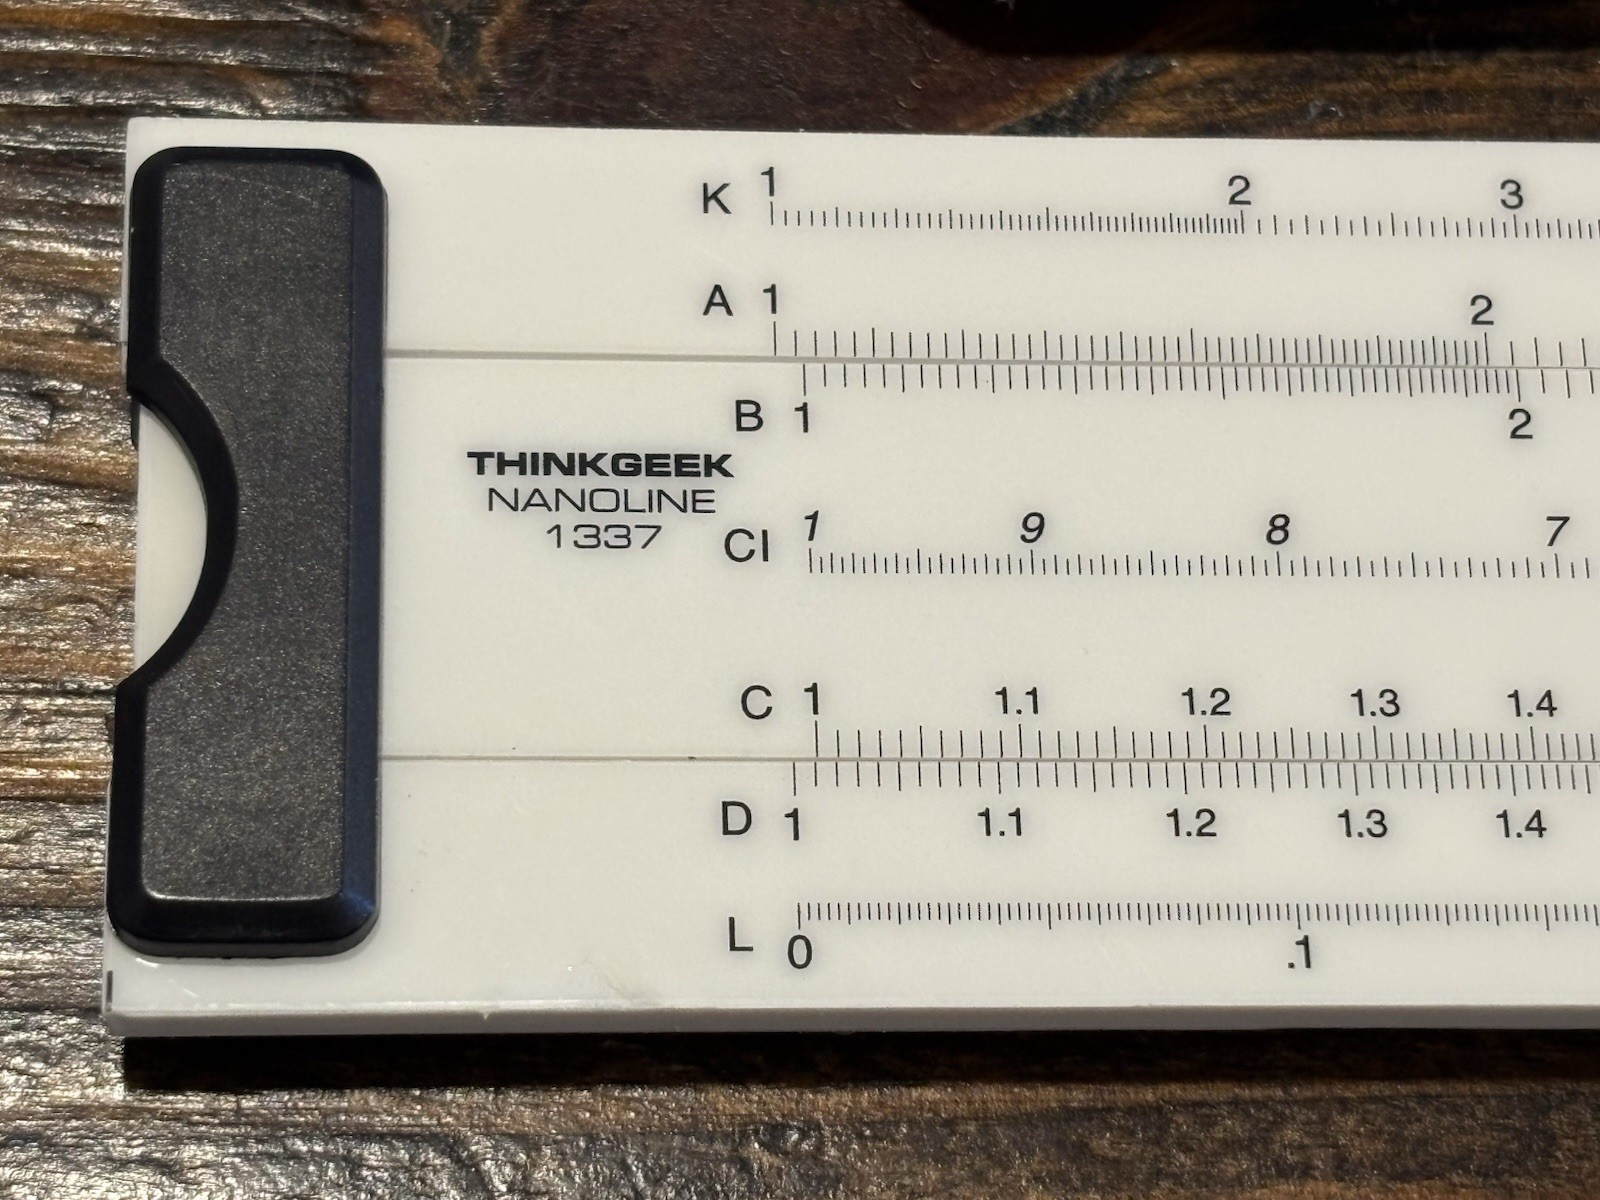 K 1 2 3
A 1 2
B 1 2
THINKGEEK
NANOLINE
1337
CI 1 9 8 7
C 1 1.1 1.2 1.3 1.4
D 1 1.1 1.2 1.3 1.4
L 0 .1